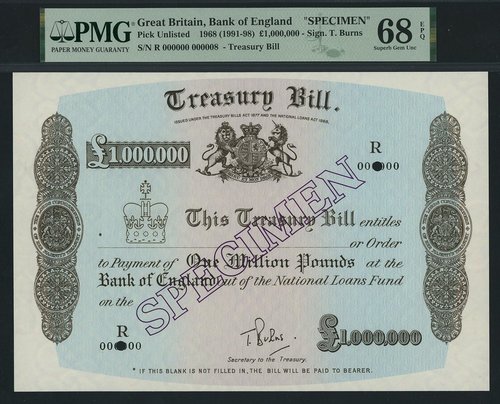 PMG
PAPER MONEY GUARANTY
Great Britain, Bank of England "SPECIMEN"
Pick Unlisted 1968 (1991-98) £1,000,000 - Sign. T. Burns
S/N R 000000 000008 - Treasury Bill
68 EPQ
Superb Gem Unc
Treasury Bill.
ISSUED UNDER THE TREASURY BILLS ACT 1877 AND THE NATIONAL LOANS ACT 1968.
£1,000,000
R
00 00
This Treasury Bill entitles
or Order
to Payment of One Million Pounds at the
Bank of England out of the National Loans Fund
on the
SPECIMEN
R
00 00
T. Burns
Secretary to the Treasury.
£1,000,000
* IF THIS BLANK IS NOT FILLED IN, THE BILL WILL BE PAID TO BEARER.